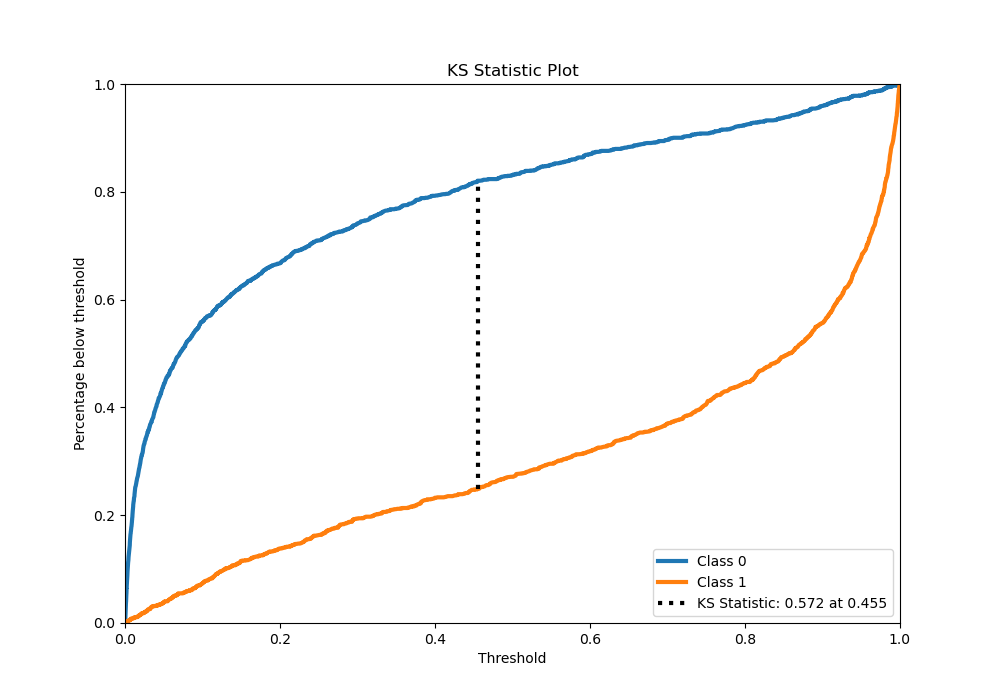 KS Statistic Plot
Percentage below threshold
1.0
0.8
0.6
0.4
0.2
0.0
0.0 0.2 0.4 0.6 0.8 1.0
Threshold
Class 0
Class 1
KS Statistic: 0.572 at 0.455